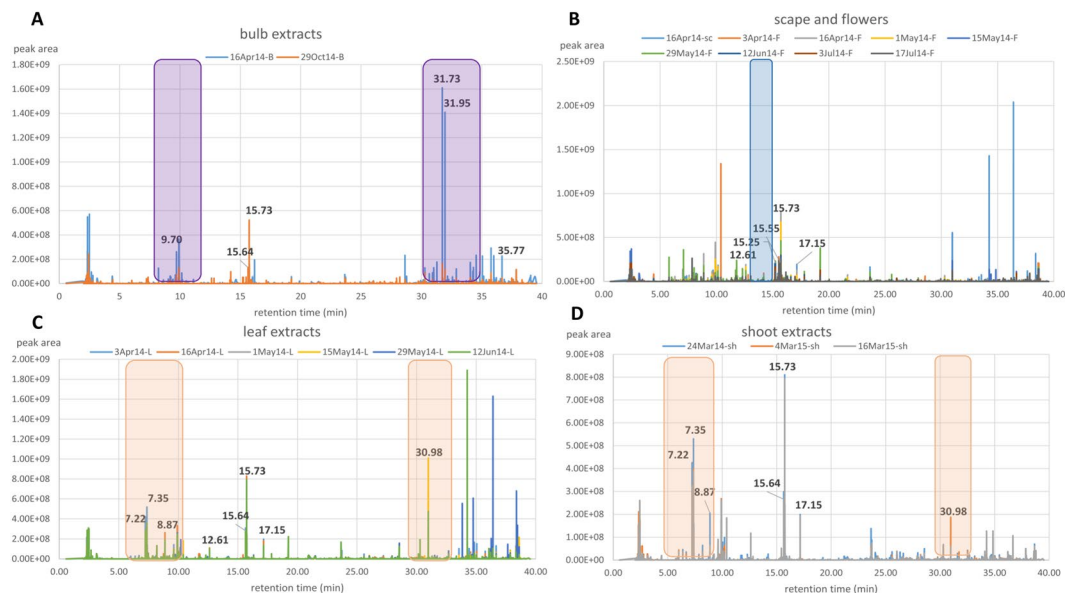 A
bulb extracts
peak area
16Apr14-B 29Oct14-B
1.80E+09
1.60E+09
1.40E+09
1.20E+09
1.00E+09
8.00E+08
6.00E+08
4.00E+08
2.00E+08
0.00E+00
31.73
31.95
9.70
15.73
15.64
35.77
0 5 10 15 20 25 30 35 40
retention time (min)
B
scape and flowers
peak area
16Apr14-sc 3Apr14-F 16Apr14-F 1May14-F 15May14-F
29May14-F 12Jun14-F 3Jul14-F 17Jul14-F
2.50E+09
2.00E+09
1.50E+09
1.00E+09
5.00E+08
0.00E+00
15.73
15.55
15.25
17.15
12.61
0.00 5.00 10.00 15.00 20.00 25.00 30.00 35.00 40.00
retention time (min)
C
leaf extracts
peak area
3Apr14-L 16Apr14-L 1May14-L 15May14-L 29May14-L 12Jun14-L
2.00E+09
1.80E+09
1.60E+09
1.40E+09
1.20E+09
1.00E+09
8.00E+08
6.00E+08
4.00E+08
2.00E+08
0.00E+00
30.98
15.73
7.35
7.22
8.87
15.64
12.61
17.15
0.00 5.00 10.00 15.00 20.00 25.00 30.00 35.00 40.00
retention time (min)
D
shoot extracts
peak area
24Mar14-sh 4Mar15-sh 16Mar15-sh
9.00E+08
8.00E+08
7.00E+08
6.00E+08
5.00E+08
4.00E+08
3.00E+08
2.00E+08
1.00E+08
0.00E+00
15.73
7.35
7.22
8.87
15.64
17.15
30.98
0.00 5.00 10.00 15.00 20.00 25.00 30.00 35.00 40.00
retention time (min)